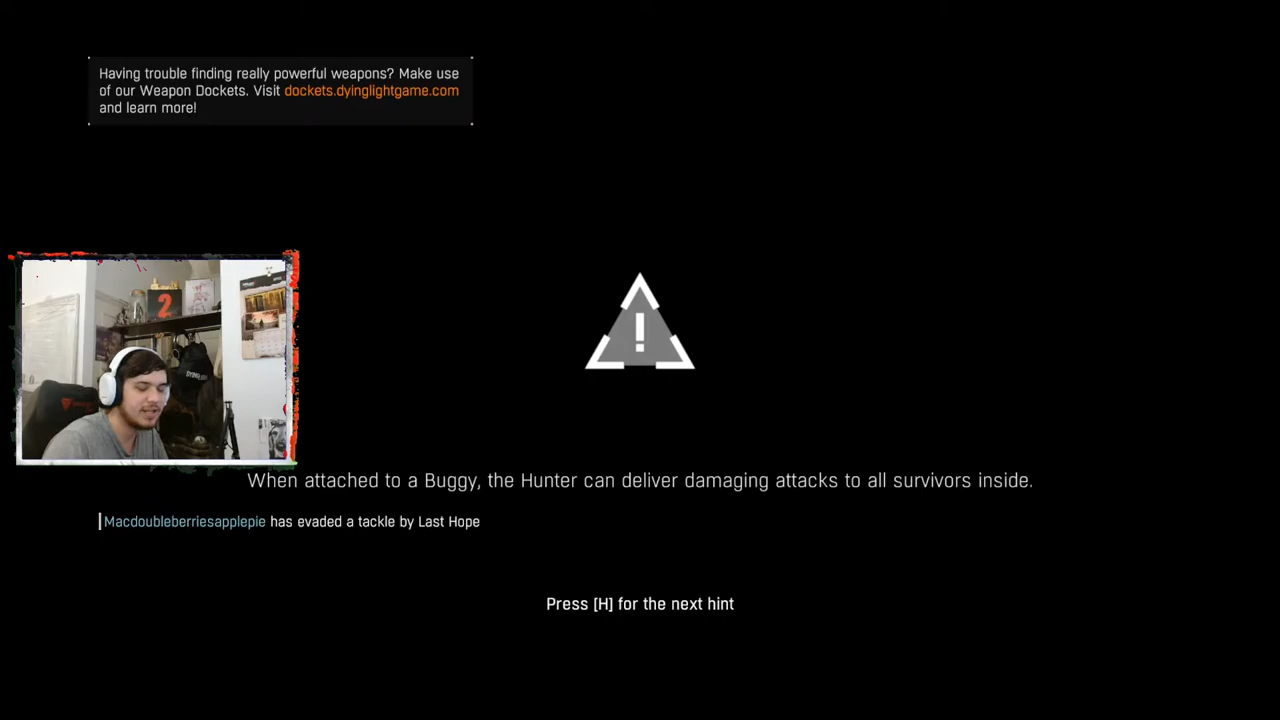 Having trouble finding really powerful weapons? Make use
of our Weapon Dockets. Visit dockets.dyinglightgame.com
and learn more!
2
!
When attached to a Buggy, the Hunter can deliver damaging attacks to all survivors inside.
Macdoubleberriesapplepie has evaded a tackle by Last Hope
Press [H] for the next hint